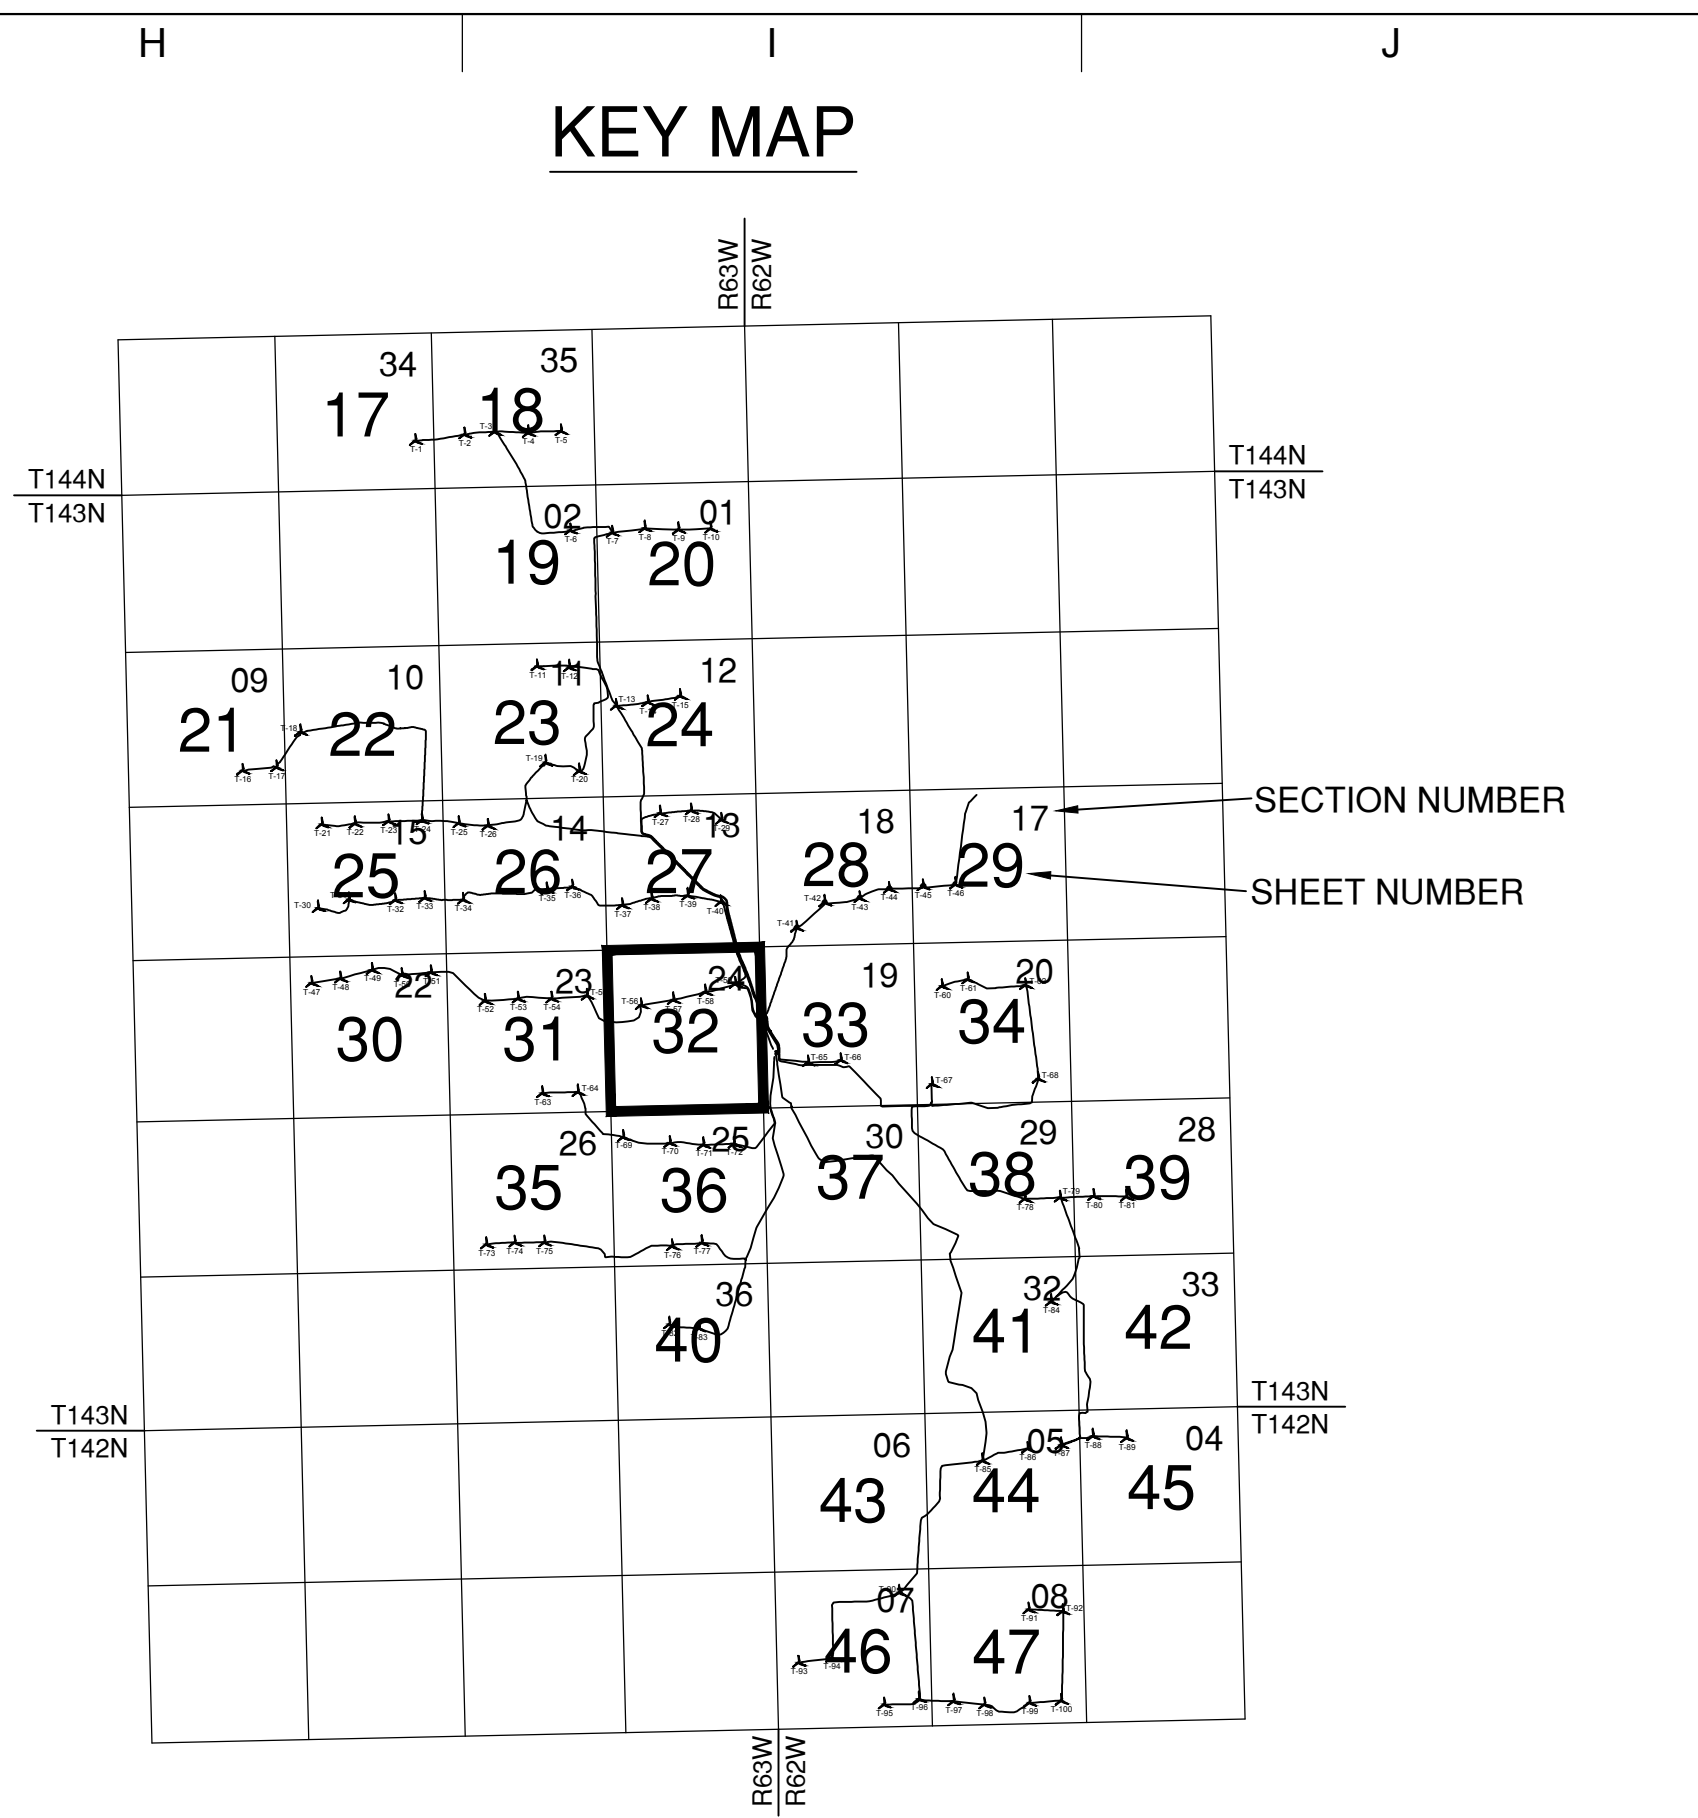 H I J
KEY MAP
R63W
R62W
34 35
17 18
T-1 T-2 T-3 T-4 T-5
T144N T144N
T143N T143N
02 01
T-6 T-7 T-8 T-9 T-10
19 20
09 10 11 12
T-11 T-12 T-13 T-15
21 22 23 24
T-18
T-16 T-17 T-19 T-20
SECTION NUMBER
15 14 13 18 17
T-21 T-22 T-23 T-24 T-25 T-26 T-27 T-28 T-29
25 26 27 28 29
SHEET NUMBER
T-30 T-32 T-33 T-34 T-35 T-36 T-37 T-38 T-39 T-40 T-41 T-42 T-43 T-44 T-45 T-46
22 23 24 19 20
T-47 T-48 T-49 T-51 T-52 T-53 T-54 T-56 T-57 T-58 T-60 T-61
30 31 32 33 34
T-63 T-64 T-65 T-66 T-67 T-68
26 25 30 29 28
T-69 T-70 T-71 T-72
35 36 37 38 39
T-73 T-74 T-75 T-76 T-77 T-78 T-79 T-80 T-81
36 32 33
T-83 T-84
40 41 42
T143N T143N
T142N T142N
06 05 04
T-85 T-86 T-87 T-88 T-89
43 44 45
07 08
T-91 T-92
46 47
T-93 T-94
T-95 T-96 T-97 T-98 T-99 T-100
R63W
R62W